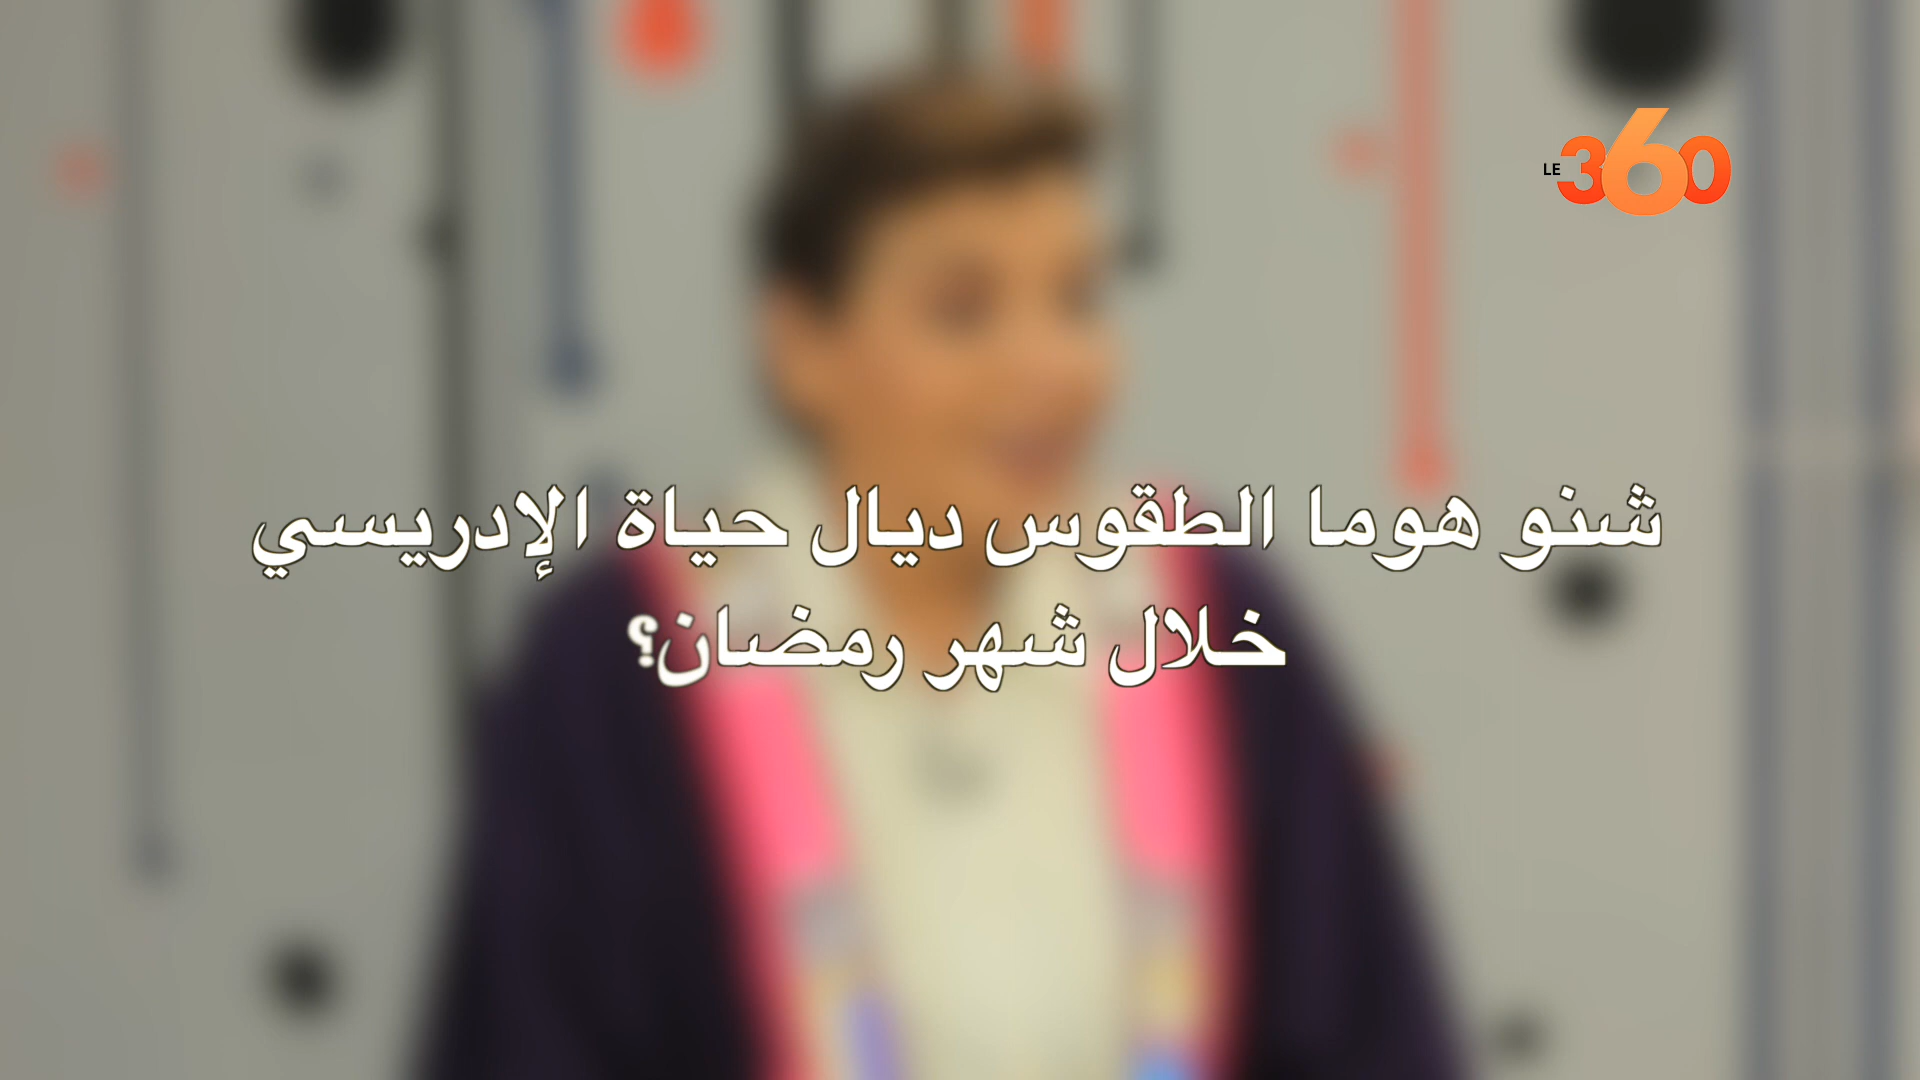 LE 360
شنو هوما الطقوس ديال حياة الإدريسي
خلال شهر رمضان؟